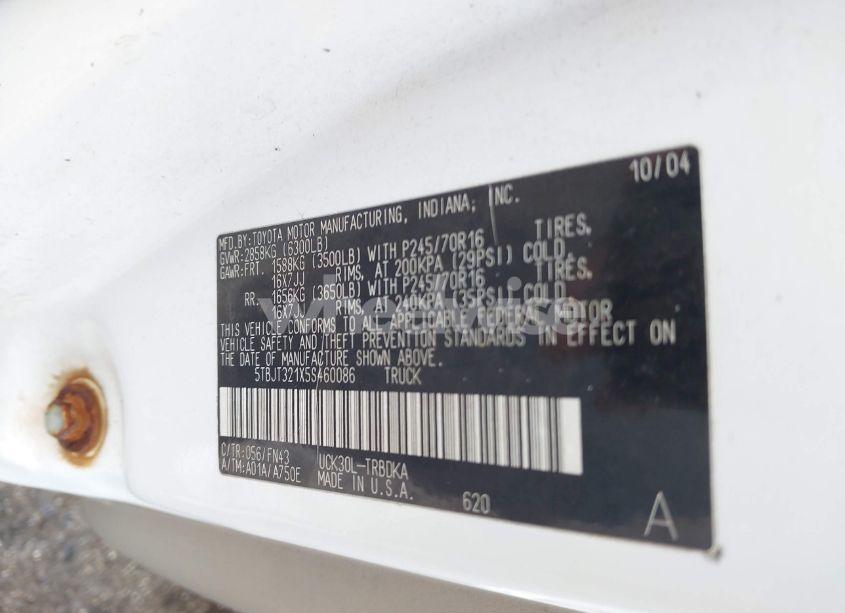 10/04
MFD.BY:TOYOTA MOTOR MANUFACTURING, INDIANA, INC.
GVWR:2858KG (6300LB)
GAWR:FRT. 1588KG (3500LB) WITH P245/70R16 TIRES.
16X7JJ RIMS, AT 200KPA (29PSI) COLD.
RR. 1656KG (3650LB) WITH P245/70R16 TIRES.
16X7JJ RIMS, AT 240KPA (35PSI) COLD.
THIS VEHICLE CONFORMS TO ALL APPLICABLE FEDERAL MOTOR
VEHICLE SAFETY AND THEFT PREVENTION STANDARDS IN EFFECT ON
THE DATE OF MANUFACTURE SHOWN ABOVE.
5TBJT321X5S460086 TRUCK
C/TR:056/FN43 UCK30L-TRBDKA
A/TM:A01A/A750E MADE IN U.S.A.
620
A